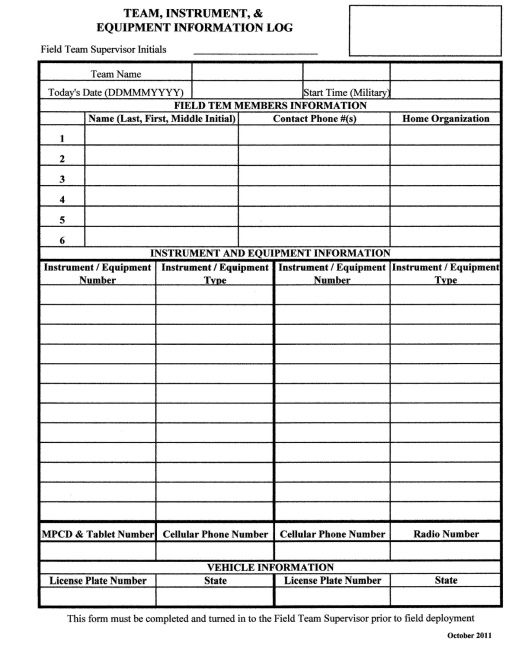 TEAM, INSTRUMENT, &
EQUIPMENT INFORMATION LOG
Field Team Supervisor Initials
Team Name
Today's Date (DDMMMYYYY) Start Time (Military)
FIELD TEM MEMBERS INFORMATION
Name (Last, First, Middle Initial) Contact Phone #(s) Home Organization
1
2
3
4
5
6
INSTRUMENT AND EQUIPMENT INFORMATION
Instrument / Equipment Instrument / Equipment Instrument / Equipment Instrument / Equipment
Number Type Number Type
MPCD & Tablet Number Cellular Phone Number Cellular Phone Number Radio Number
VEHICLE INFORMATION
License Plate Number State License Plate Number State
This form must be completed and turned in to the Field Team Supervisor prior to field deployment
October 2011